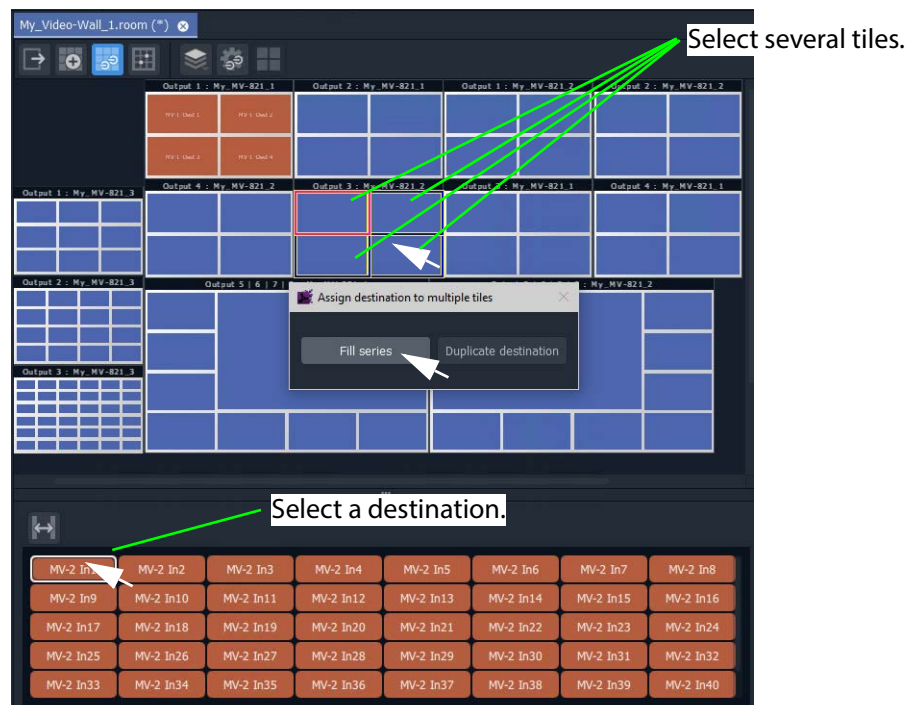 My_Video-Wall_1.room (*)
Select several tiles.
Output 1 : My_MV-821_1
Output 2 : My_MV-821_1
Output 1 : My_MV-821_2
Output 2 : My_MV-821_2
Output 1 : My_MV-821_3
Output 4 : My_MV-821_2
Output 3 : My_MV-821_2
Output 3 : My_MV-821_1
Output 4 : My_MV-821_1
Output 2 : My_MV-821_3
Output 5 | 6 | 7 |
: My_MV-821_2
Assign destination to multiple tiles
Fill series
Duplicate destination
Output 3 : My_MV-821_3
Select a destination.
MV-2 In1 MV-2 In2 MV-2 In3 MV-2 In4 MV-2 In5 MV-2 In6 MV-2 In7 MV-2 In8
MV-2 In9 MV-2 In10 MV-2 In11 MV-2 In12 MV-2 In13 MV-2 In14 MV-2 In15 MV-2 In16
MV-2 In17 MV-2 In18 MV-2 In19 MV-2 In20 MV-2 In21 MV-2 In22 MV-2 In23 MV-2 In24
MV-2 In25 MV-2 In26 MV-2 In27 MV-2 In28 MV-2 In29 MV-2 In30 MV-2 In31 MV-2 In32
MV-2 In33 MV-2 In34 MV-2 In35 MV-2 In36 MV-2 In37 MV-2 In38 MV-2 In39 MV-2 In40